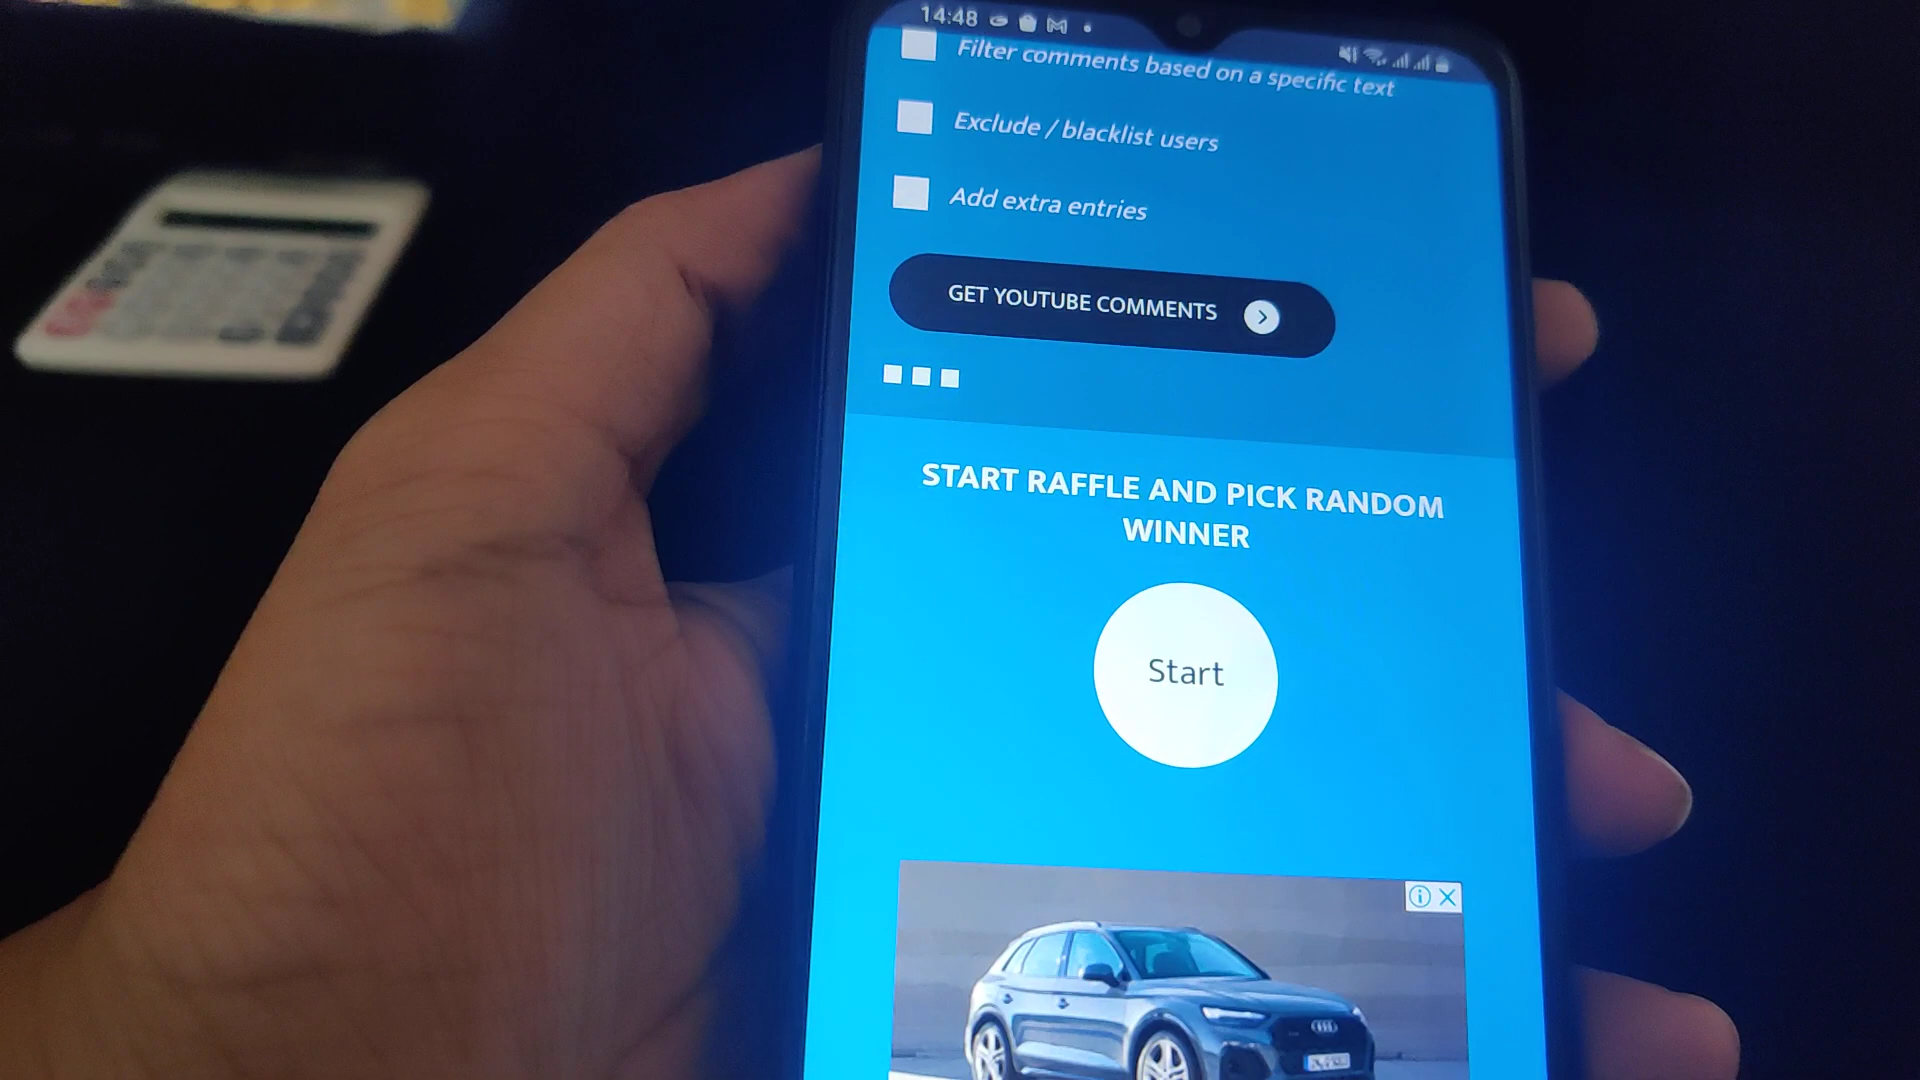 14:48
Filter comments based on a specific text
Exclude / blacklist users
Add extra entries
GET YOUTUBE COMMENTS
START RAFFLE AND PICK RANDOM
WINNER
Start